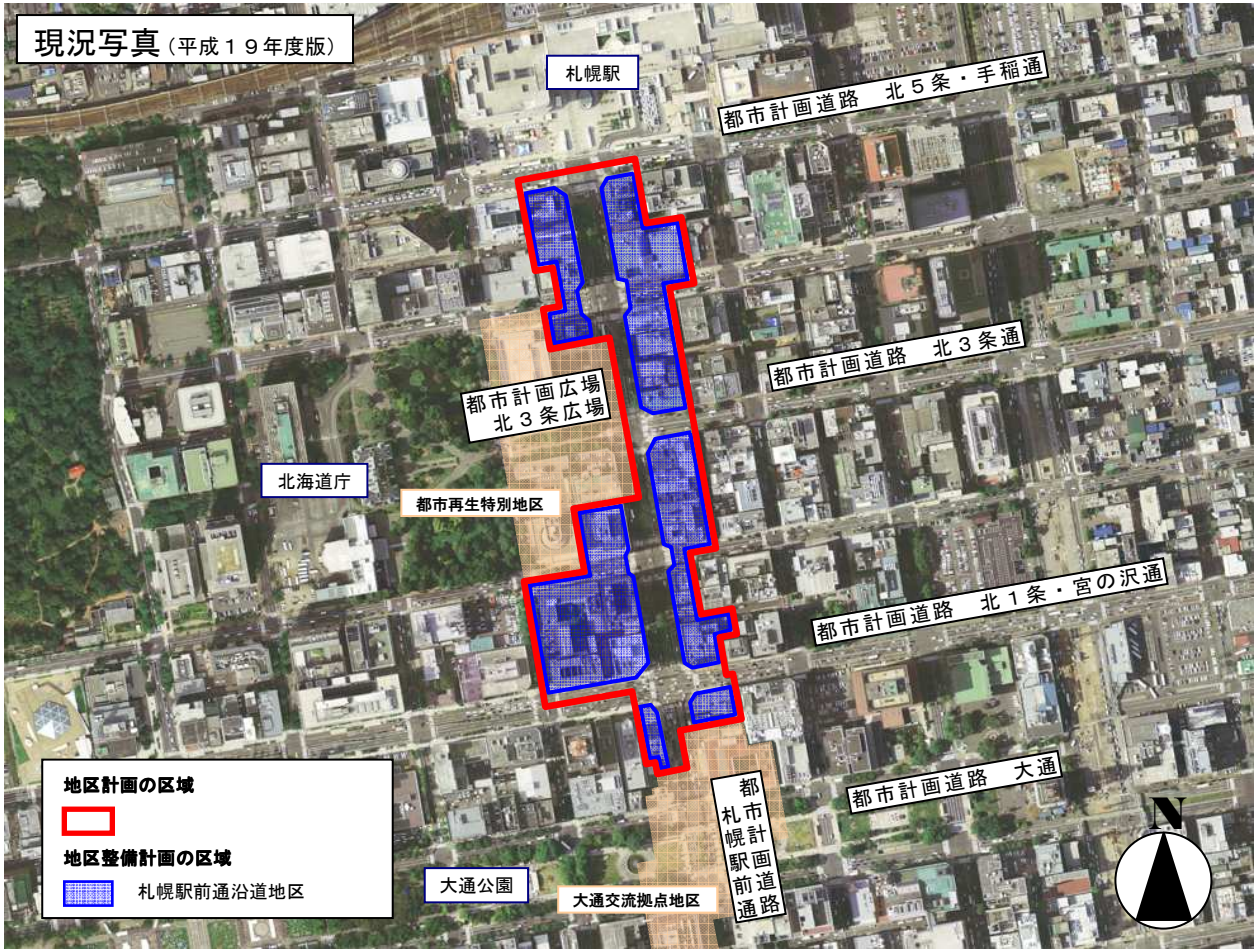 現況写真(平成19年度版)
札幌駅
都市計画道路 北5条・手稲通
都市計画道路 北3条通
都市計画広場
北3条広場
北海道庁
都市再生特別地区
都市計画道路 北1条・宮の沢通
都市計画道路 大通
都市計画道路
札幌駅前通
地区計画の区域
地区整備計画の区域
札幌駅前通沿道地区
大通公園
大通交流拠点地区
N